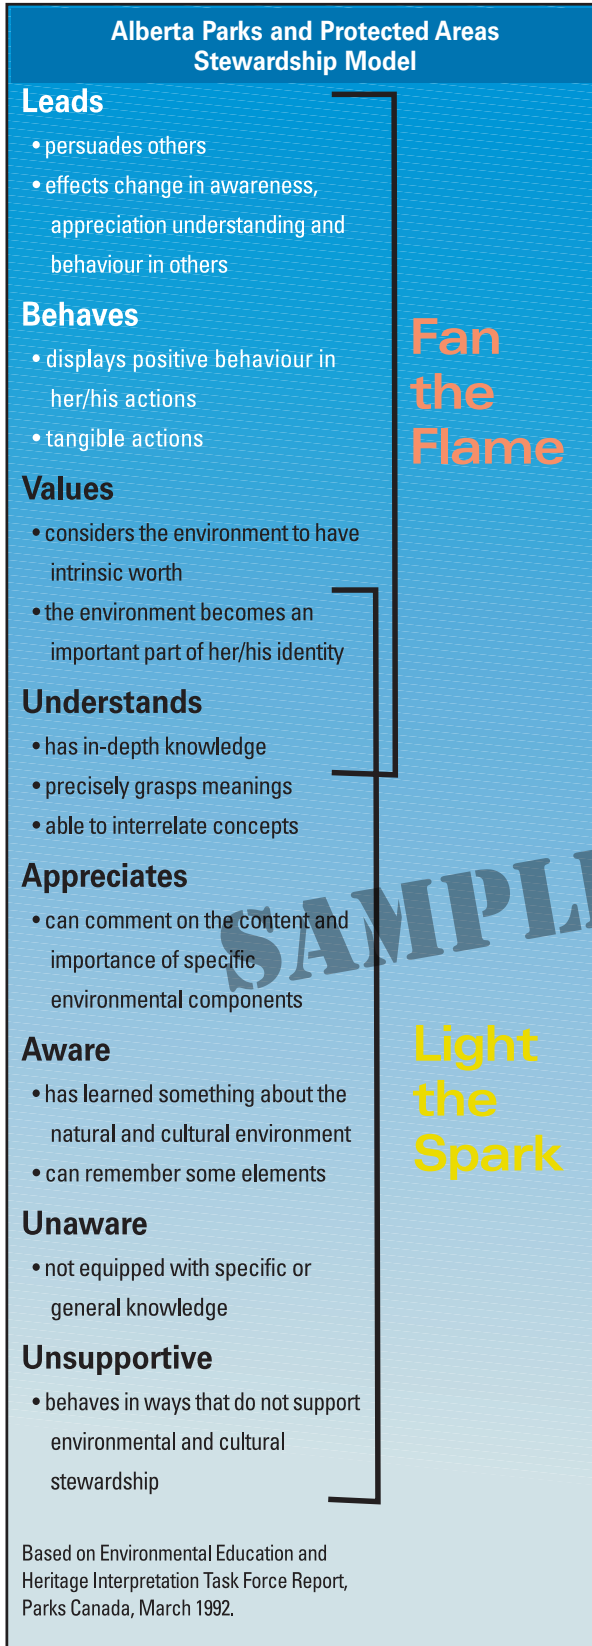 Alberta Parks and Protected Areas
Stewardship Model
Leads
• persuades others
• effects change in awareness,
appreciation understanding and
behaviour in others
Behaves
• displays positive behaviour in
her/his actions
• tangible actions
Values
• considers the environment to have
intrinsic worth
• the environment becomes an
important part of her/his identity
Understands
• has in-depth knowledge
• precisely grasps meanings
• able to interrelate concepts
Appreciates
• can comment on the content and
importance of specific
environmental components
Aware
• has learned something about the
natural and cultural environment
• can remember some elements
Unaware
• not equipped with specific or
general knowledge
Unsupportive
• behaves in ways that do not support
environmental and cultural
stewardship
Fan
the
Flame
Light
the
Spark
SAMPLE
Based on Environmental Education and
Heritage Interpretation Task Force Report,
Parks Canada, March 1992.